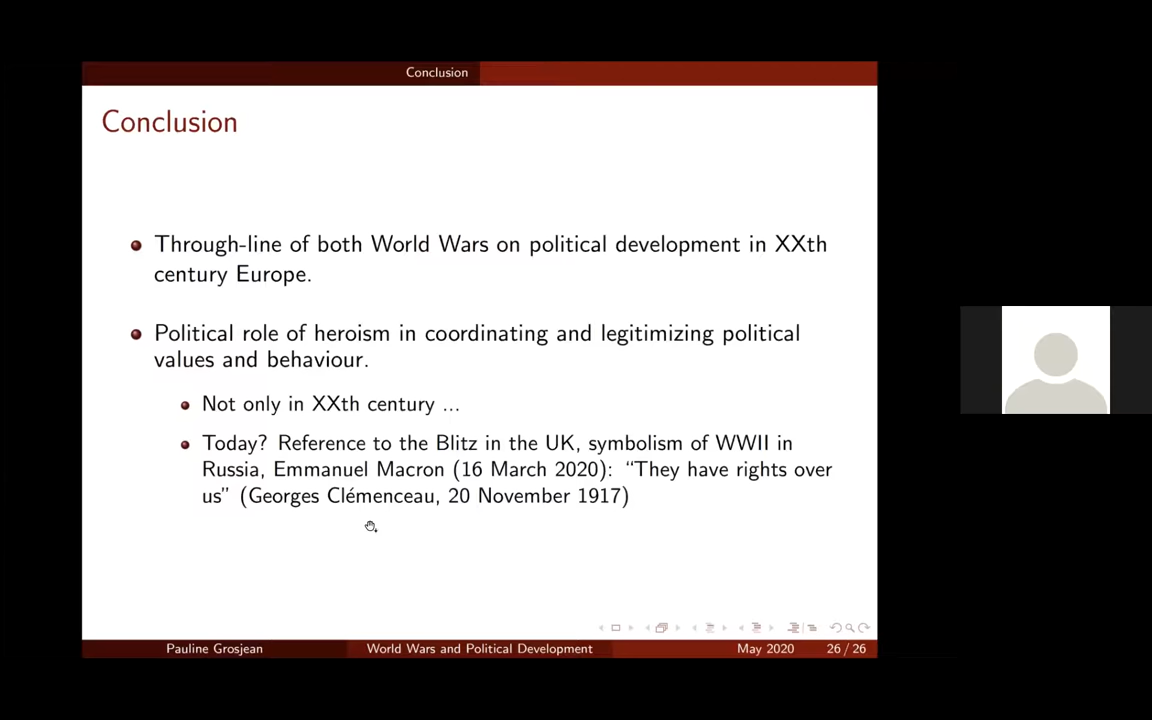 Conclusion
Conclusion
Through-line of both World Wars on political development in XXth
century Europe.
Political role of heroism in coordinating and legitimizing political
values and behaviour.
Not only in XXth century ...
Today? Reference to the Blitz in the UK, symbolism of WWII in
Russia, Emmanuel Macron (16 March 2020): “They have rights over
us” (Georges Clémenceau, 20 November 1917)
Pauline Grosjean World Wars and Political Development May 2020 26 / 26